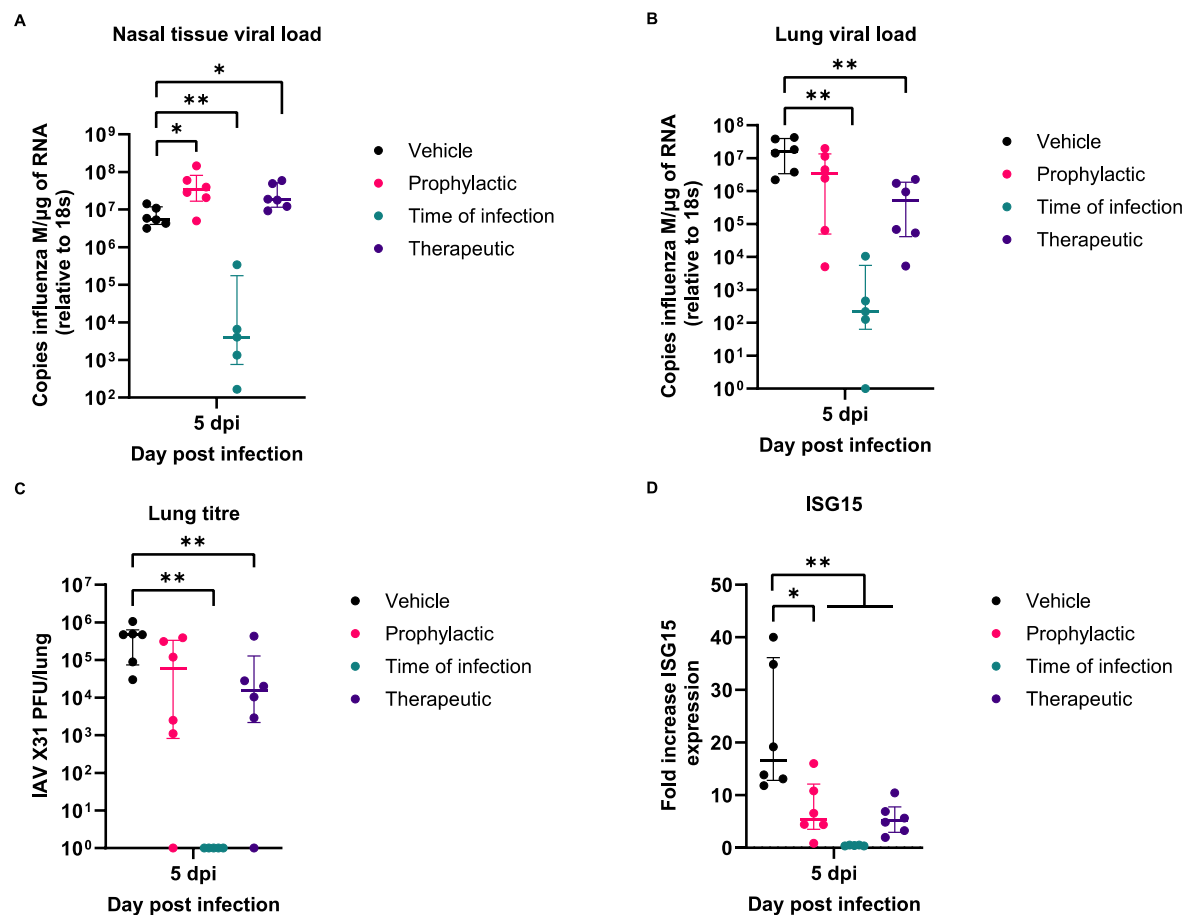 A
Nasal tissue viral load
*
**
*
Copies influenza M/µg of RNA
(relative to 18s)
10⁹
10⁸
10⁷
10⁶
10⁵
10⁴
10³
10²
5 dpi
Day post infection
Vehicle
Prophylactic
Time of infection
Therapeutic
B
Lung viral load
**
**
Copies influenza M/µg of RNA
(relative to 18s)
10⁸
10⁷
10⁶
10⁵
10⁴
10³
10²
10¹
10⁰
5 dpi
Day post infection
Vehicle
Prophylactic
Time of infection
Therapeutic
C
Lung titre
**
**
IAV X31 PFU/lung
10⁷
10⁶
10⁵
10⁴
10³
10²
10¹
10⁰
5 dpi
Day post infection
Vehicle
Prophylactic
Time of infection
Therapeutic
D
ISG15
**
*
Fold increase ISG15
expression
50
40
30
20
10
0
5 dpi
Day post infection
Vehicle
Prophylactic
Time of infection
Therapeutic